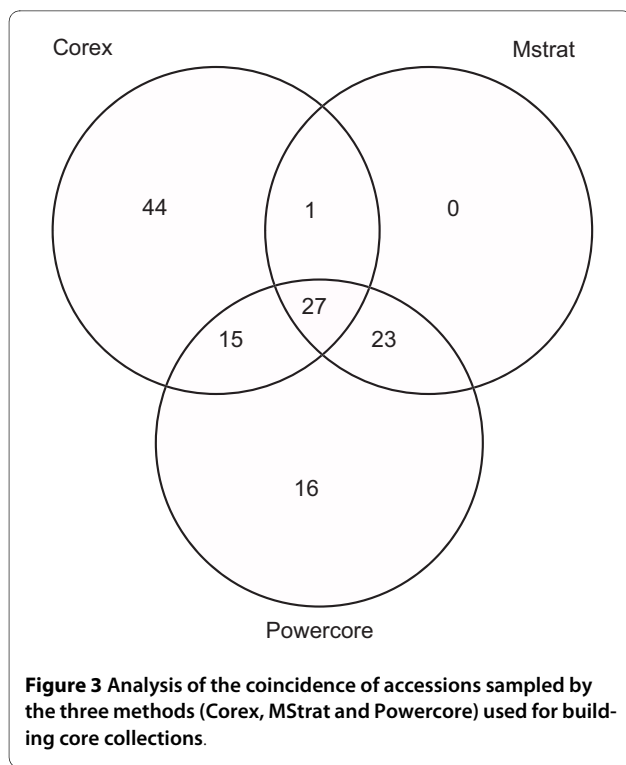 Corex
Mstrat
44
1
0
27
15
23
16
Powercore
Figure 3 Analysis of the coincidence of accessions sampled by
the three methods (Corex, MStrat and Powercore) used for build-
ing core collections.